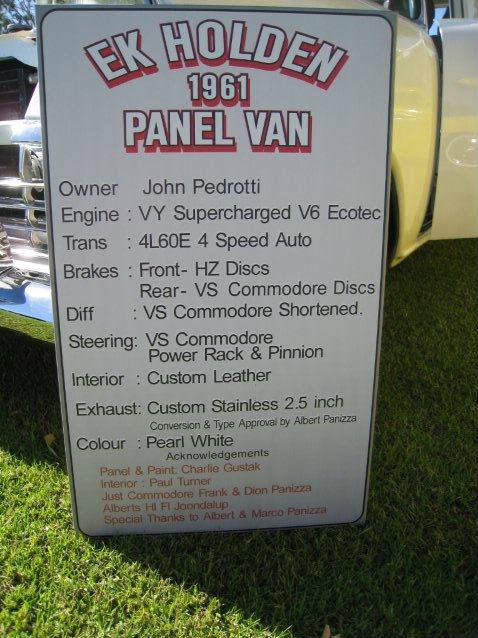 EK HOLDEN
1961
PANEL VAN
Owner John Pedrotti
Engine : VY Supercharged V6 Ecotec
Trans : 4L60E 4 Speed Auto
Brakes : Front- HZ Discs
Rear- VS Commodore Discs
Diff : VS Commodore Shortened.
Steering: VS Commodore
Power Rack & Pinnion
Interior : Custom Leather
Exhaust: Custom Stainless 2.5 inch
Conversion & Type Approval by Albert Panizza
Colour : Pearl White
Acknowledgements
Panel & Paint: Charlie Gustak
Interior : Paul Turner
Just Commodore Frank & Dion Panizza
Alberts HI FI Joondalup
Special Thanks to Albert & Marco Panizza